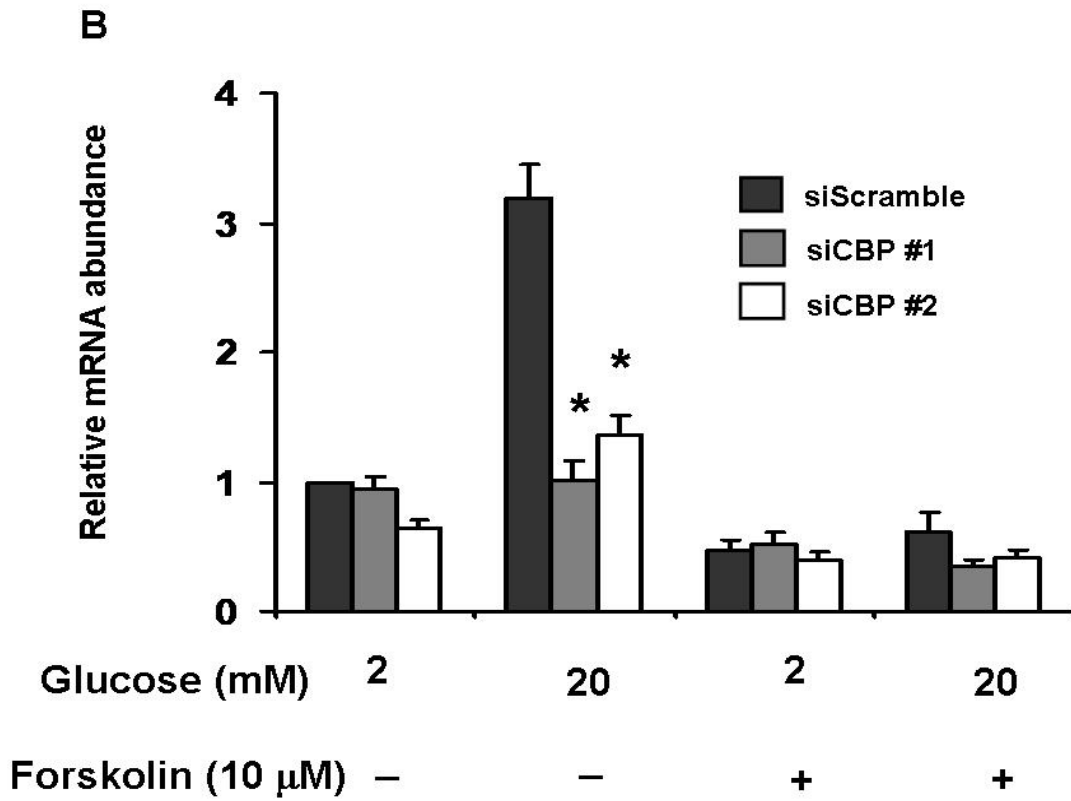 B
Relative mRNA abundance
4
3
2
1
0
siScramble
siCBP #1
siCBP #2
*
*
Glucose (mM) 2 20 2 20
Forskolin (10 μM) – – + +